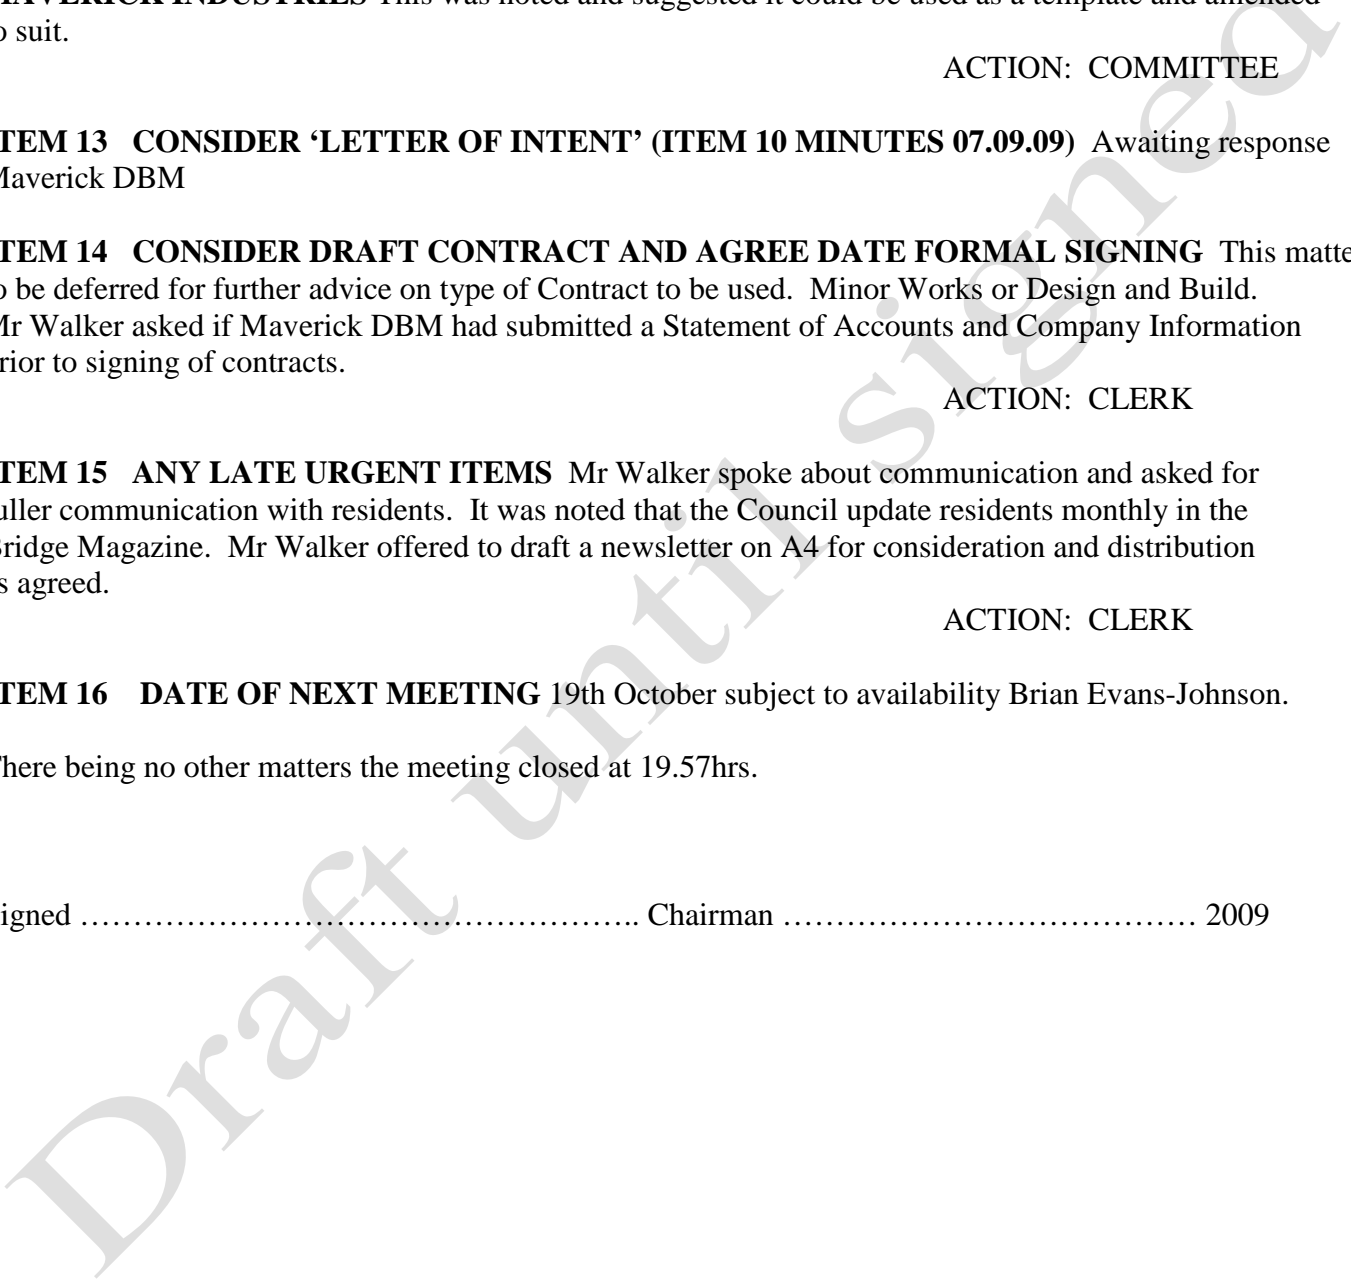 MAVERICK INDUSTRIES This was noted and suggested it could be used as a template and amended
o suit.
ACTION: COMMITTEE
TEM 13 CONSIDER ‘LETTER OF INTENT’ (ITEM 10 MINUTES 07.09.09) Awaiting response
Maverick DBM
TEM 14 CONSIDER DRAFT CONTRACT AND AGREE DATE FORMAL SIGNING This matte
o be deferred for further advice on type of Contract to be used. Minor Works or Design and Build.
Mr Walker asked if Maverick DBM had submitted a Statement of Accounts and Company Information
rior to signing of contracts.
ACTION: CLERK
TEM 15 ANY LATE URGENT ITEMS Mr Walker spoke about communication and asked for
uller communication with residents. It was noted that the Council update residents monthly in the
Bridge Magazine. Mr Walker offered to draft a newsletter on A4 for consideration and distribution
s agreed.
ACTION: CLERK
TEM 16 DATE OF NEXT MEETING 19th October subject to availability Brian Evans-Johnson.
There being no other matters the meeting closed at 19.57hrs.
igned …………………………………………….. Chairman ………………………………… 2009
Draft until signed